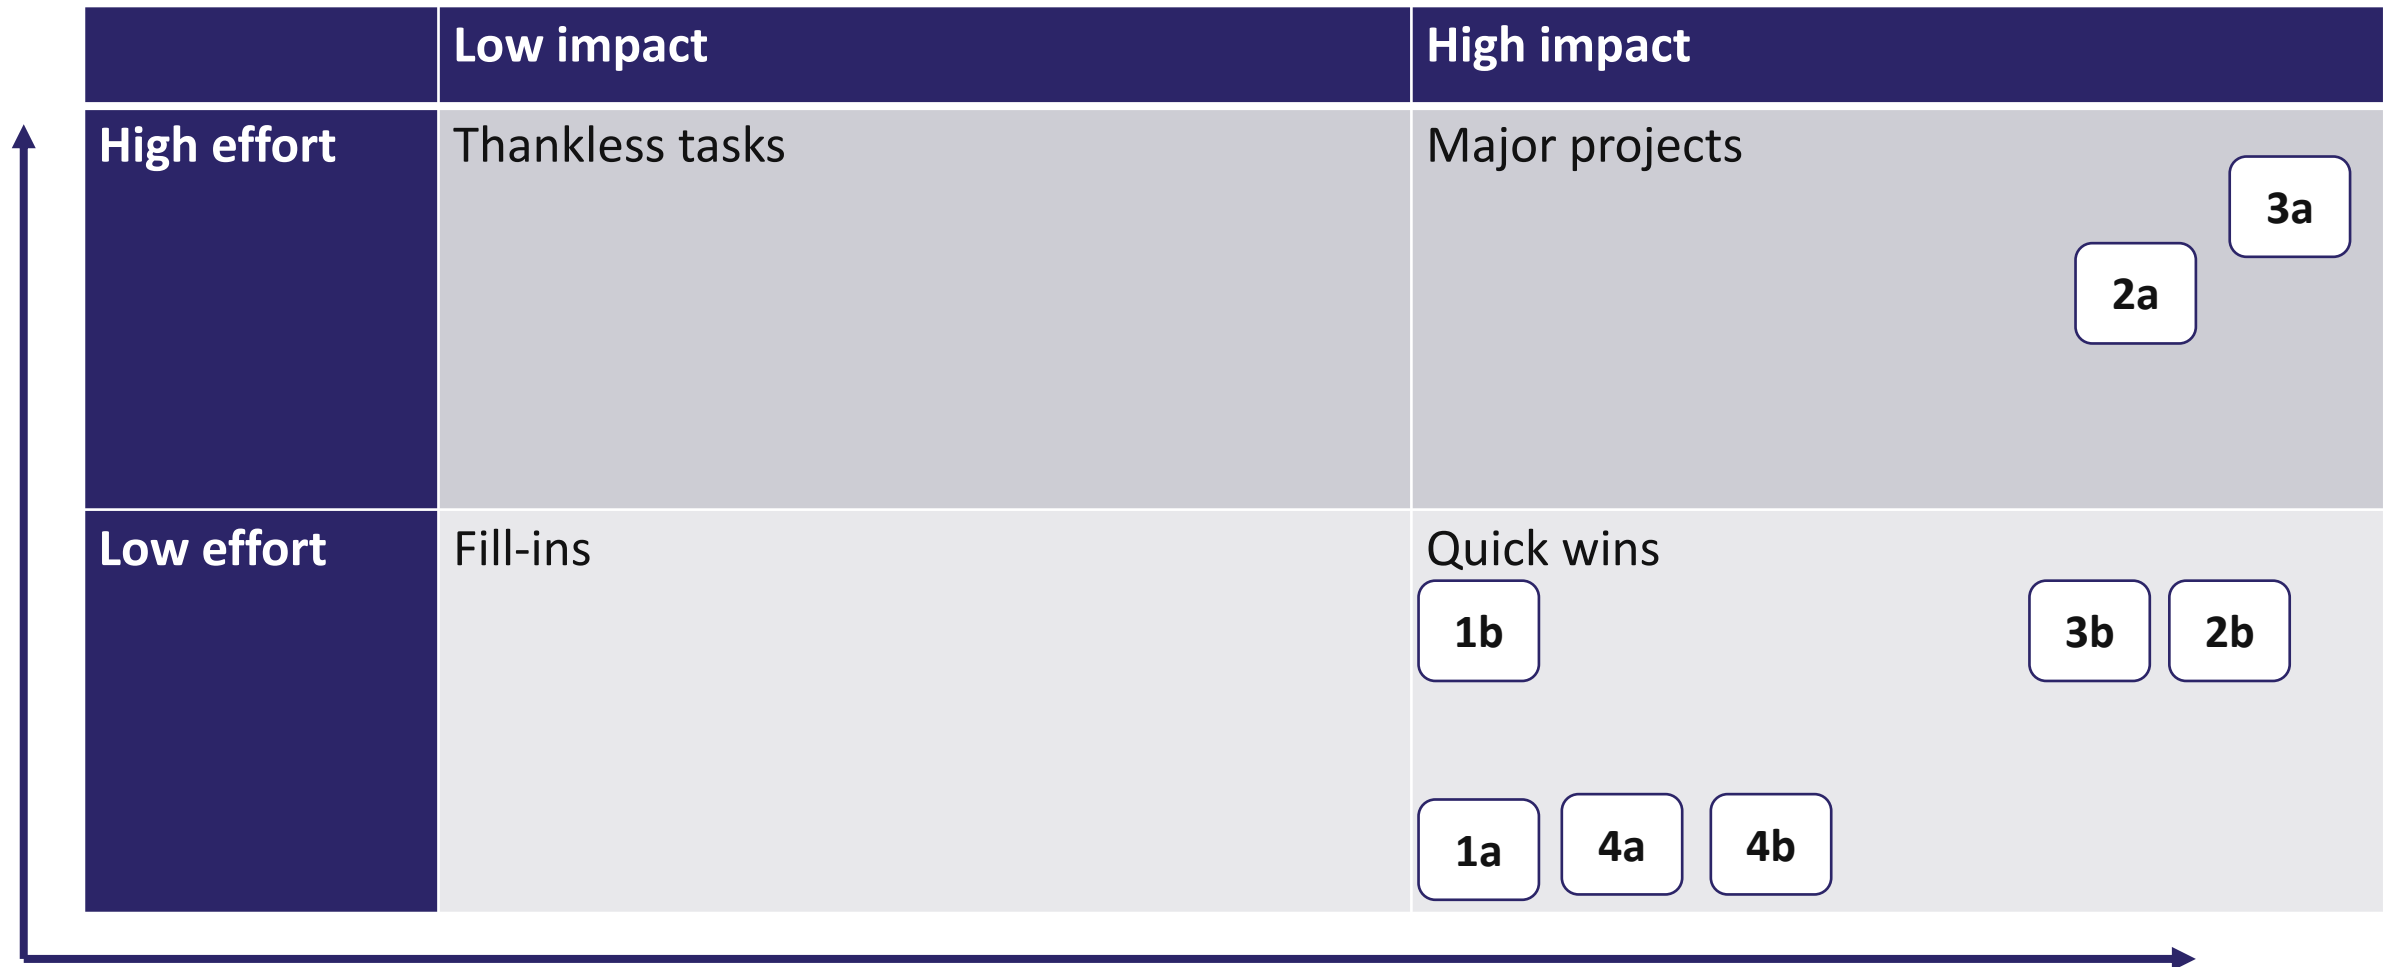 Low impact High impact
High effort Thankless tasks Major projects
3a
2a
Low effort Fill-ins Quick wins
1b 3b 2b
1a 4a 4b